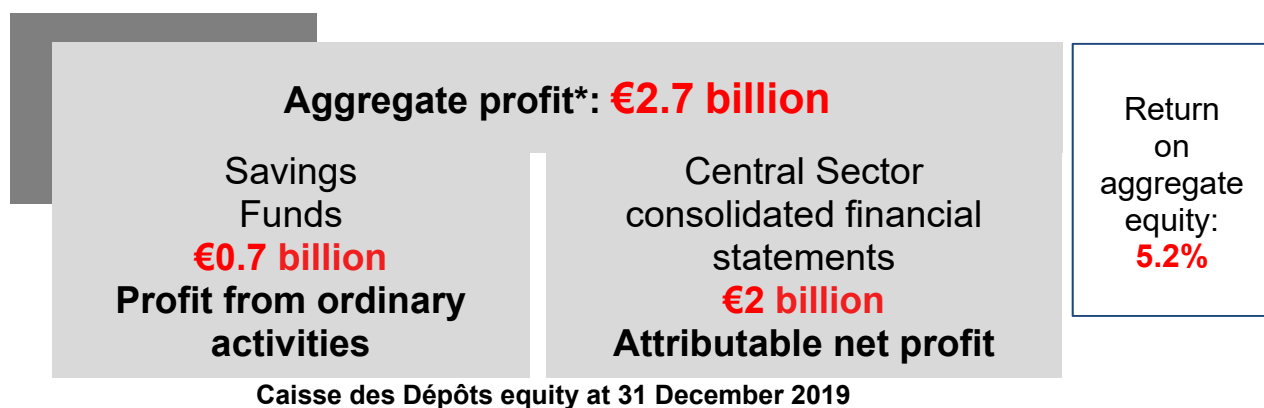 Aggregate profit*: €2.7 billion
Savings
Funds
€0.7 billion
Profit from ordinary
activities
Central Sector
consolidated financial
statements
€2 billion
Attributable net profit
Return
on
aggregate
equity:
5.2%
Caisse des Dépôts equity at 31 December 2019